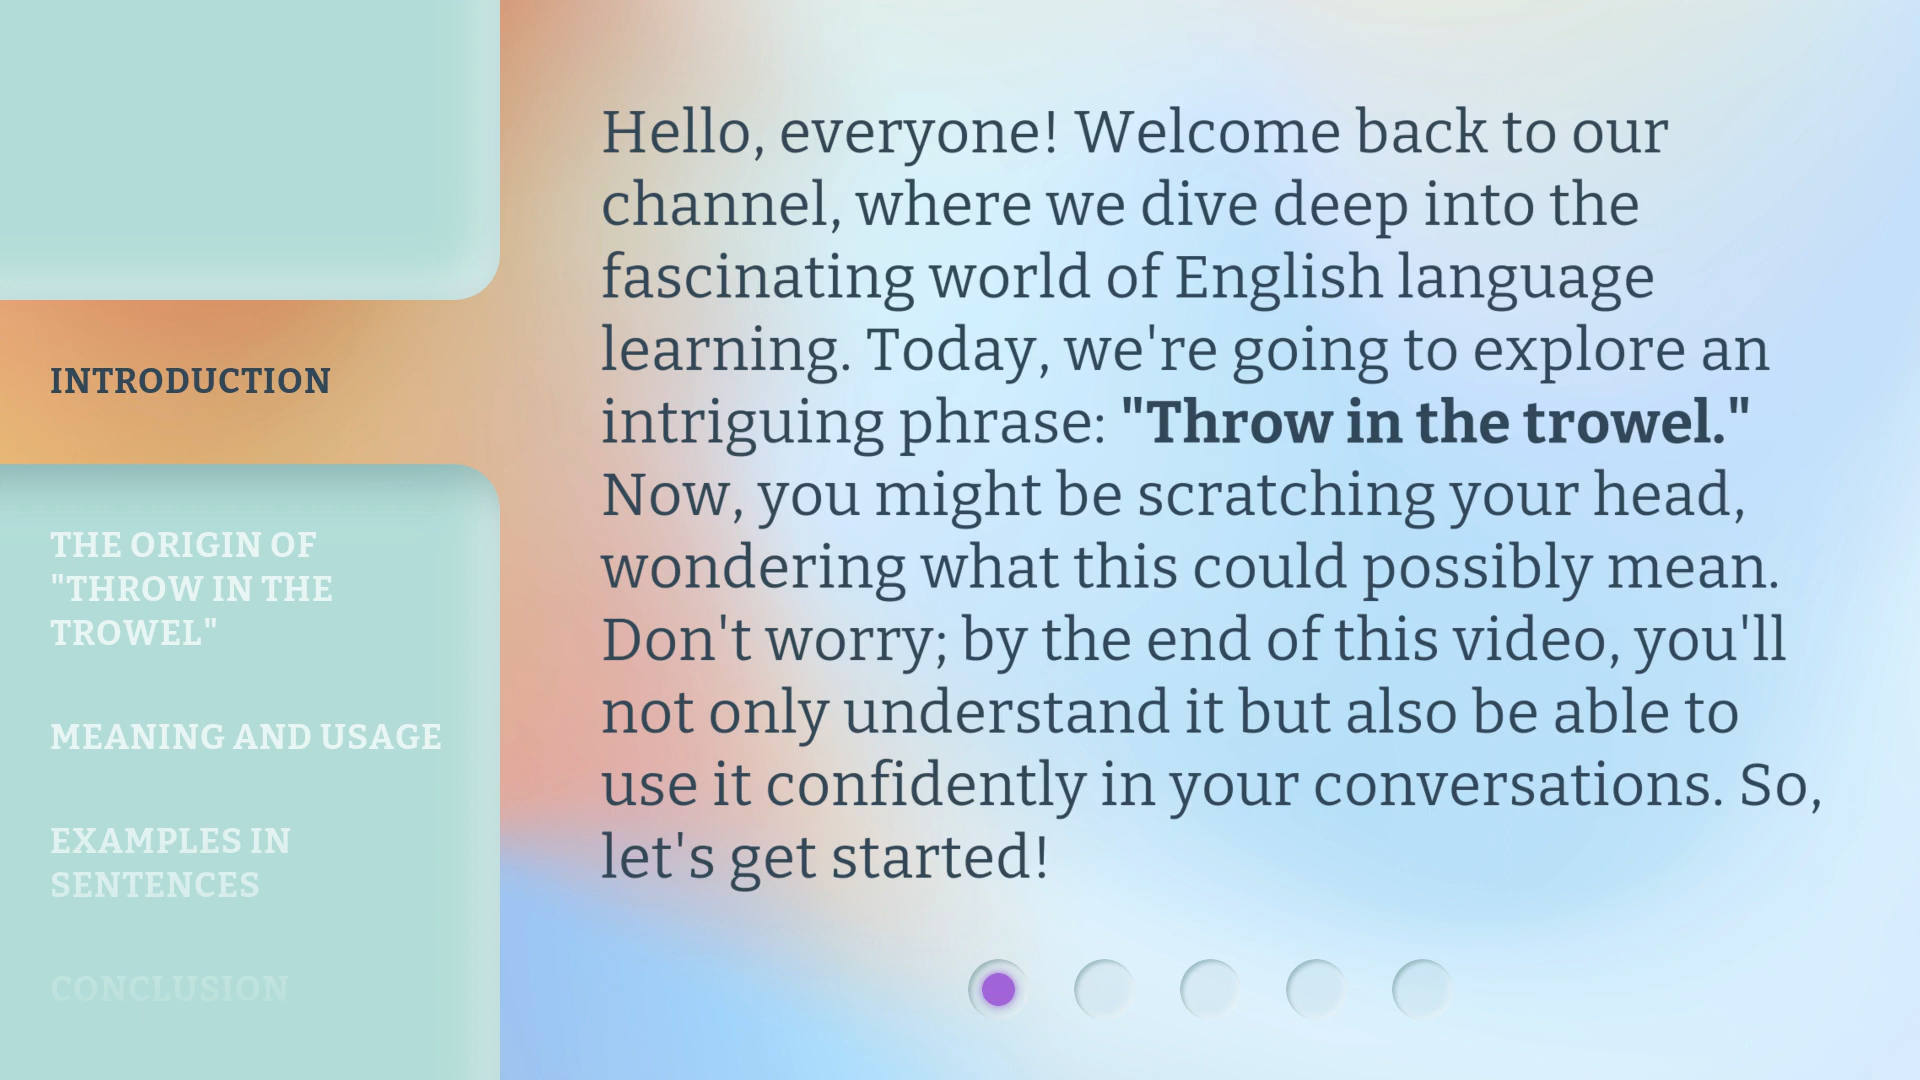 INTRODUCTION
THE ORIGIN OF
"THROW IN THE
TROWEL"
MEANING AND USAGE
EXAMPLES IN
SENTENCES
CONCLUSION
Hello, everyone! Welcome back to our
channel, where we dive deep into the
fascinating world of English language
learning. Today, we're going to explore an
intriguing phrase: "Throw in the trowel."
Now, you might be scratching your head,
wondering what this could possibly mean.
Don't worry; by the end of this video, you'll
not only understand it but also be able to
use it confidently in your conversations. So,
let's get started!